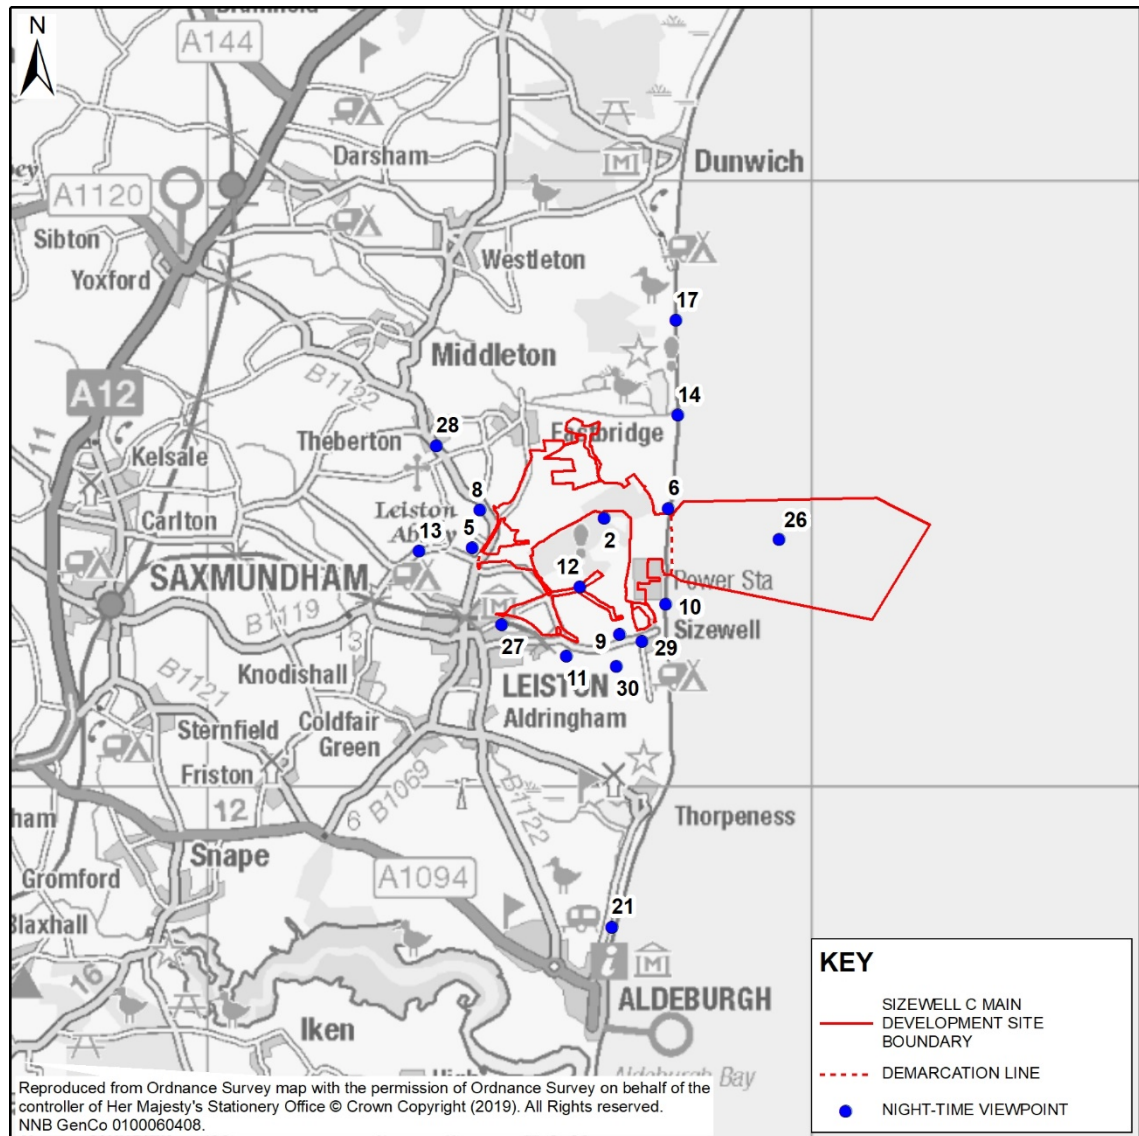 N
A144
Darsham
Dunwich
A1120
Sibton
Yoxford
Westleton
17
Middleton
A12
B1122
14
11
28
Theberton
Eastbridge
Kelsale
6
8
Leiston
Abbey
26
Carlton
13
5
2
12
SAXMUNDHAM
Power Sta
10
B1119
Sizewell
13
27
9
29
Knodishall
11
LEISTON
30
B1121
Coldfair
Green
Aldringham
Sternfield
Friston
B1069
B1122
12
6
Thorpeness
ham
Snape
A1094
Gromford
Blaxhall
21
16
ALDEBURGH
Iken
Aldeburgh Bay
KEY
SIZEWELL C MAIN
DEVELOPMENT SITE
BOUNDARY
DEMARCATION LINE
NIGHT-TIME VIEWPOINT
Reproduced from Ordnance Survey map with the permission of Ordnance Survey on behalf of the
controller of Her Majesty's Stationery Office © Crown Copyright (2019). All Rights reserved.
NNB GenCo 0100060408.